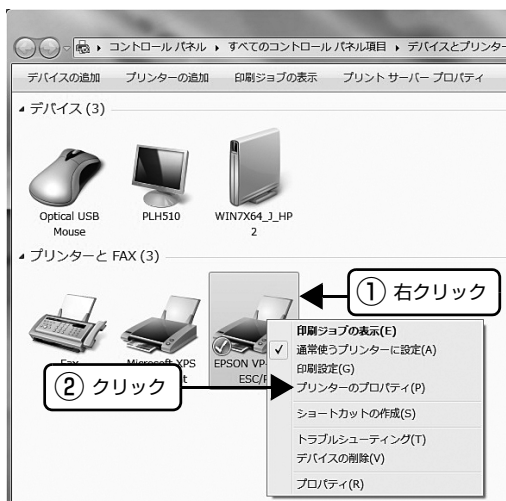 コントロール パネル ▸ すべてのコントロール パネル項目 ▸ デバイスとプリンター
デバイスの追加 プリンターの追加 印刷ジョブの表示 プリント サーバー プロパティ
デバイス (3)
Optical USB
Mouse
PLH510
WIN7X64_J_HP
2
プリンターと FAX (3)
① 右クリック
Fax
Microsoft XPS
EPSON VP-
ESC/P
印刷ジョブの表示(E)
✓ 通常使うプリンターに設定(A)
印刷設定(G)
② クリック
プリンターのプロパティ(P)
ショートカットの作成(S)
トラブルシューティング(T)
デバイスの削除(V)
プロパティ(R)